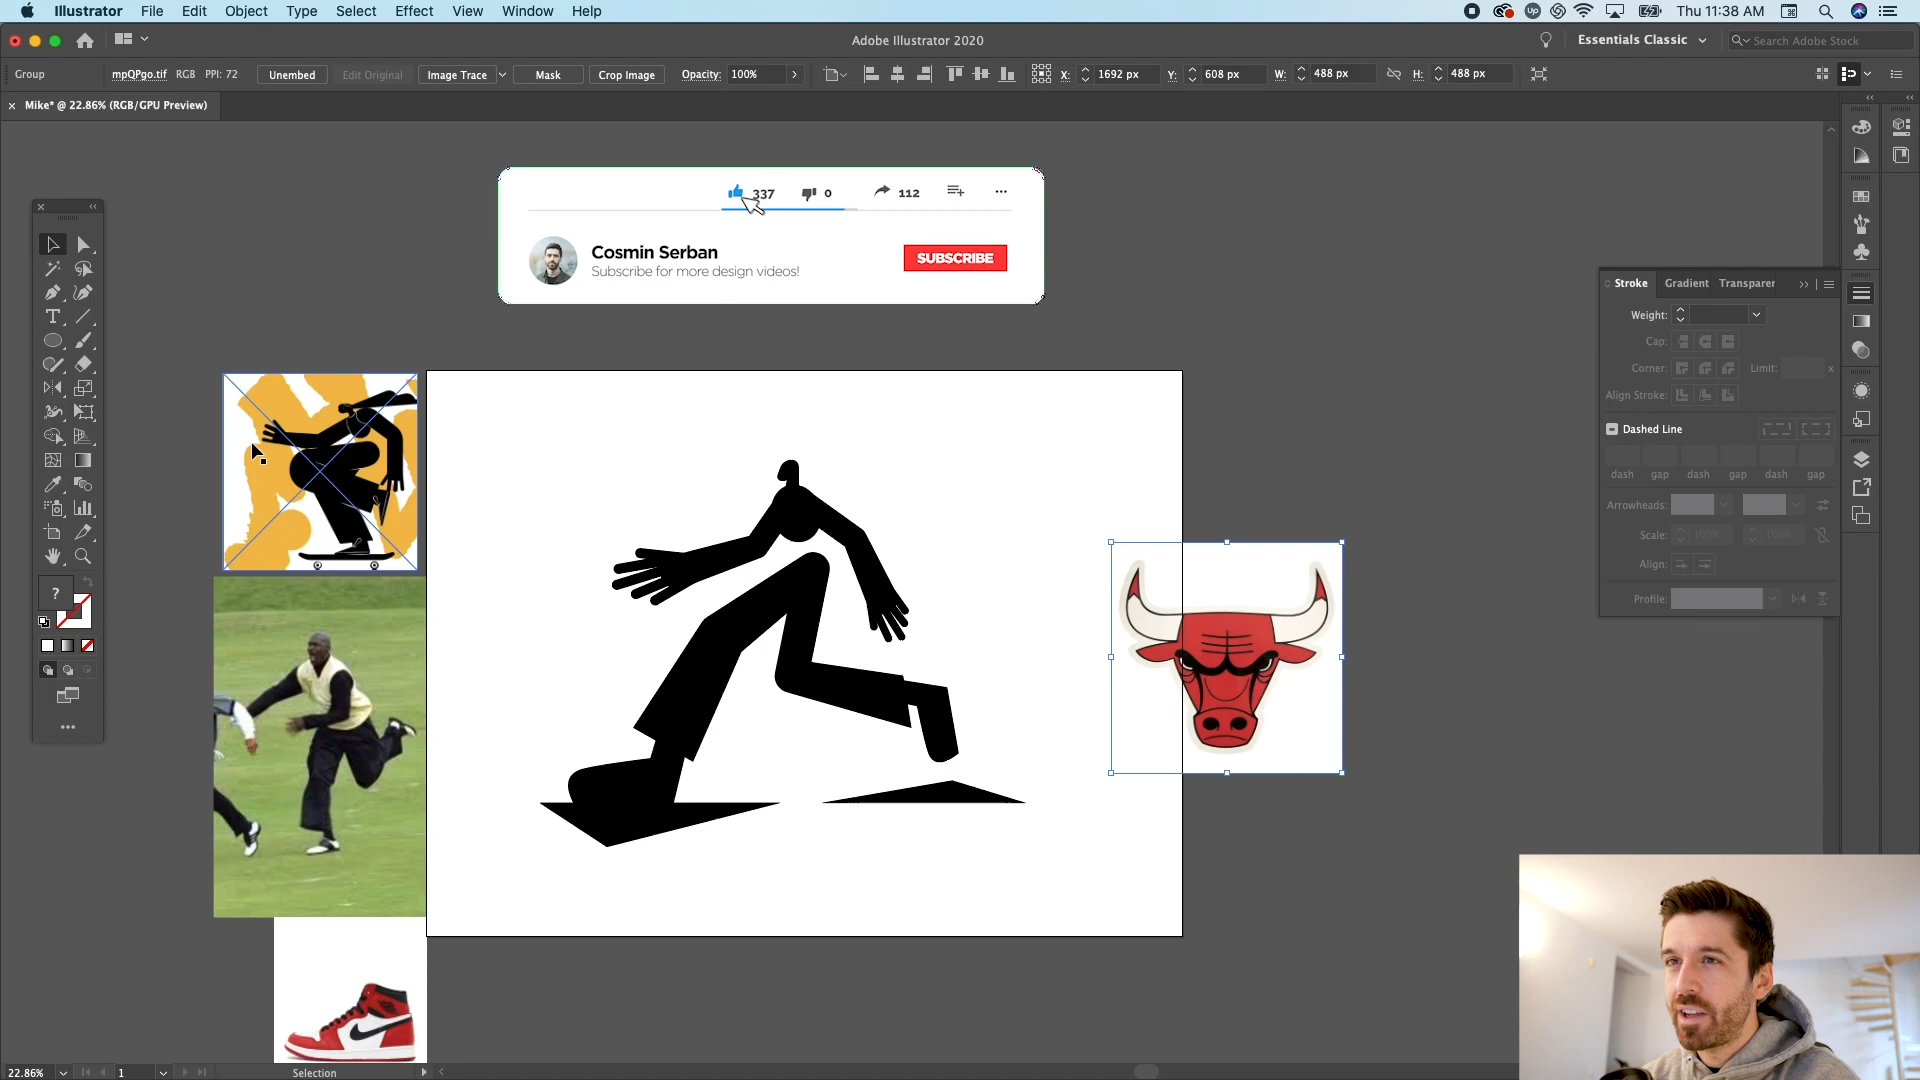 Illustrator File Edit Object Type Select Effect View Window Help
Thu 11:38 AM
Adobe Illustrator 2020
Essentials Classic
Search Adobe Stock
Group
mpQPgo.tif RGB PPI: 72 Unembed Edit Original Image Trace Mask Crop Image Opacity: 100% X: 1692 px Y: 608 px W: 488 px H: 488 px
× Mike* @ 22.86% (RGB/GPU Preview)
337 0 112 ...
Cosmin Serban
Subscribe for more design videos!
SUBSCRIBE
Stroke Gradient Transparer
Weight:
Cap:
Corner: Limit: x
Align Stroke:
Dashed Line
dash gap dash gap dash gap
Arrowheads:
Scale: 100% 100%
Align:
Profile:
?
22.86% 1 Selection